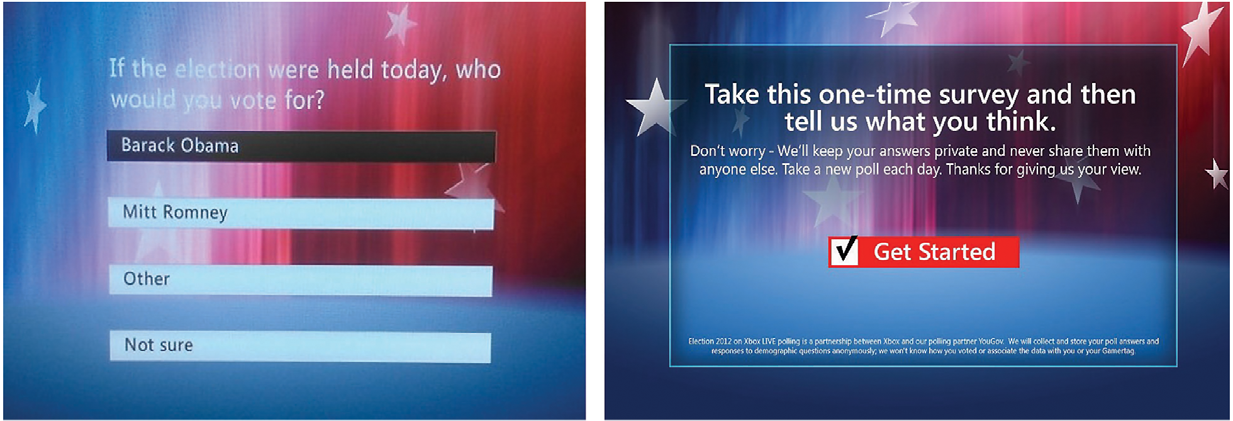 If the election were held today, who
would you vote for?
Barack Obama
Mitt Romney
Other
Not sure
Take this one-time survey and then
tell us what you think.
Don't worry - We'll keep your answers private and never share them with
anyone else. Take a new poll each day. Thanks for giving us your view.
Get Started
Election 2012 on Xbox LIVE polling is a partnership between Xbox and our polling partner YouGov. We will collect and store your poll answers and
responses to demographic questions anonymously; we won't know how you voted or associate the data with you or your Gamertag.